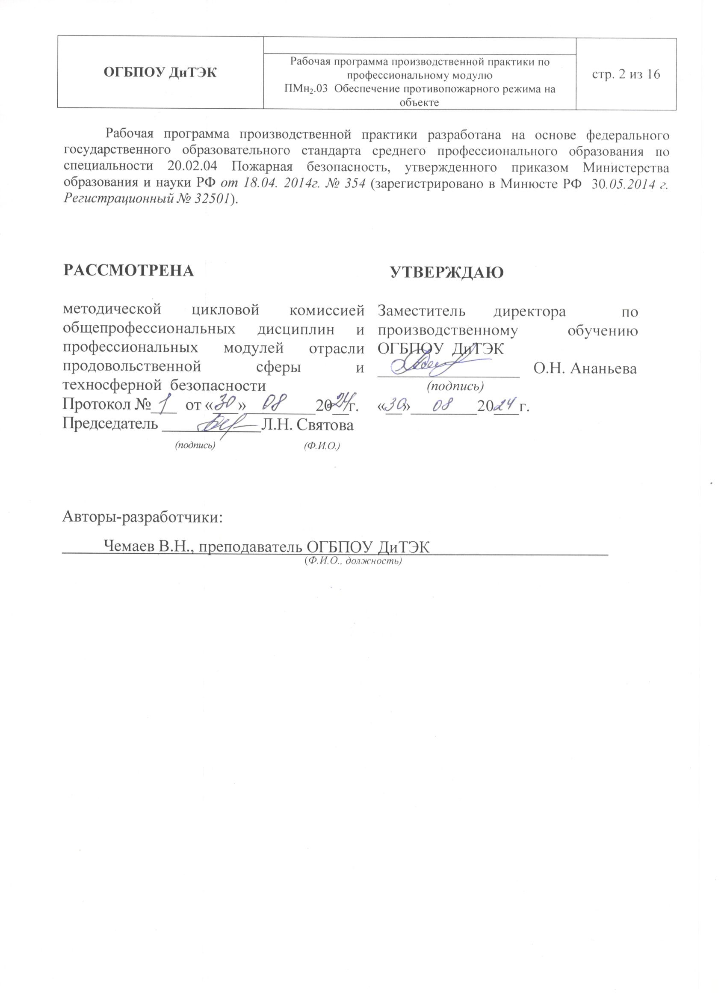 ОГБПОУ ДиТЭК
Рабочая программа производственной практики по
профессиональному модулю
ПМн₂.03 Обеспечение противопожарного режима на
объекте
стр. 2 из 16
Рабочая программа производственной практики разработана на основе федерального
государственного образовательного стандарта среднего профессионального образования по
специальности 20.02.04 Пожарная безопасность, утвержденного приказом Министерства
образования и науки РФ от 18.04. 2014г. № 354 (зарегистрировано в Минюсте РФ 30.05.2014 г.
Регистрационный № 32501).
РАССМОТРЕНА
методической цикловой комиссией
общепрофессиональных дисциплин и
профессиональных модулей отрасли
продовольственной сферы и
техносферной безопасности
Протокол № 1 от «30» 08 2024г.
Председатель Л.Н. Святова
(подпись) (Ф.И.О.)
УТВЕРЖДАЮ
Заместитель директора по
производственному обучению
ОГБПОУ ДиТЭК
О.Н. Ананьева
(подпись)
«30» 08 2024 г.
Авторы-разработчики:
Чемаев В.Н., преподаватель ОГБПОУ ДиТЭК
(Ф.И.О., должность)